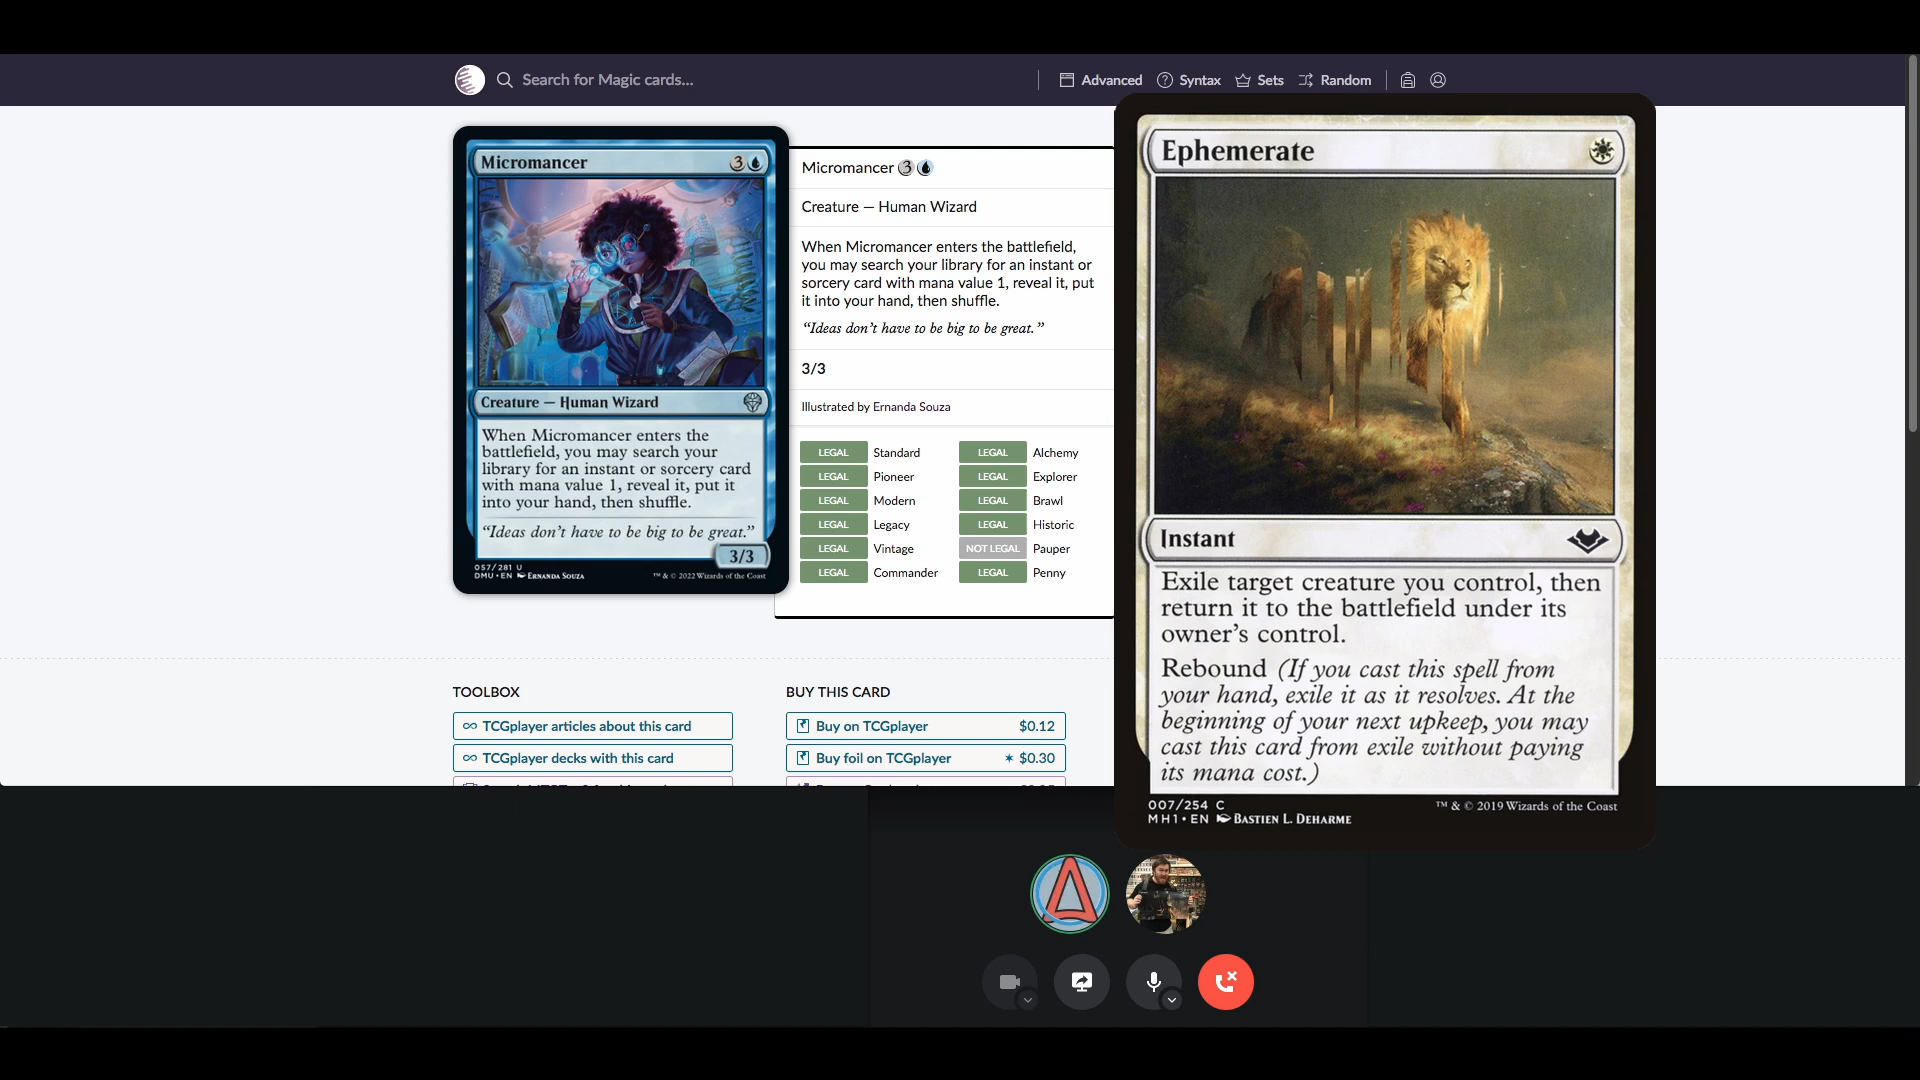 Search for Magic cards...
Advanced
Syntax
Sets
Random
Micromancer 3
Creature — Human Wizard
When Micromancer enters the
battlefield, you may search your
library for an instant or sorcery card
with mana value 1, reveal it, put it
into your hand, then shuffle.
“Ideas don’t have to be big to be great.”
3/3
057/281 U
DMU • EN ERNANDA SOUZA
™ & © 2022 Wizards of the Coast
Micromancer 3
Creature — Human Wizard
When Micromancer enters the battlefield,
you may search your library for an instant or
sorcery card with mana value 1, reveal it, put
it into your hand, then shuffle.
“Ideas don’t have to be big to be great.”
3/3
Illustrated by Ernanda Souza
LEGAL Standard LEGAL Alchemy
LEGAL Pioneer LEGAL Explorer
LEGAL Modern LEGAL Brawl
LEGAL Legacy LEGAL Historic
LEGAL Vintage NOT LEGAL Pauper
LEGAL Commander LEGAL Penny
Ephemerate
Instant
Exile target creature you control, then
return it to the battlefield under its
owner’s control.
Rebound (If you cast this spell from
your hand, exile it as it resolves. At the
beginning of your next upkeep, you may
cast this card from exile without paying
its mana cost.)
007/254 C
MH1 • EN BASTIEN L. DEHARME
™ & © 2019 Wizards of the Coast
TOOLBOX
TCGplayer articles about this card
TCGplayer decks with this card
BUY THIS CARD
Buy on TCGplayer $0.12
Buy foil on TCGplayer $0.30